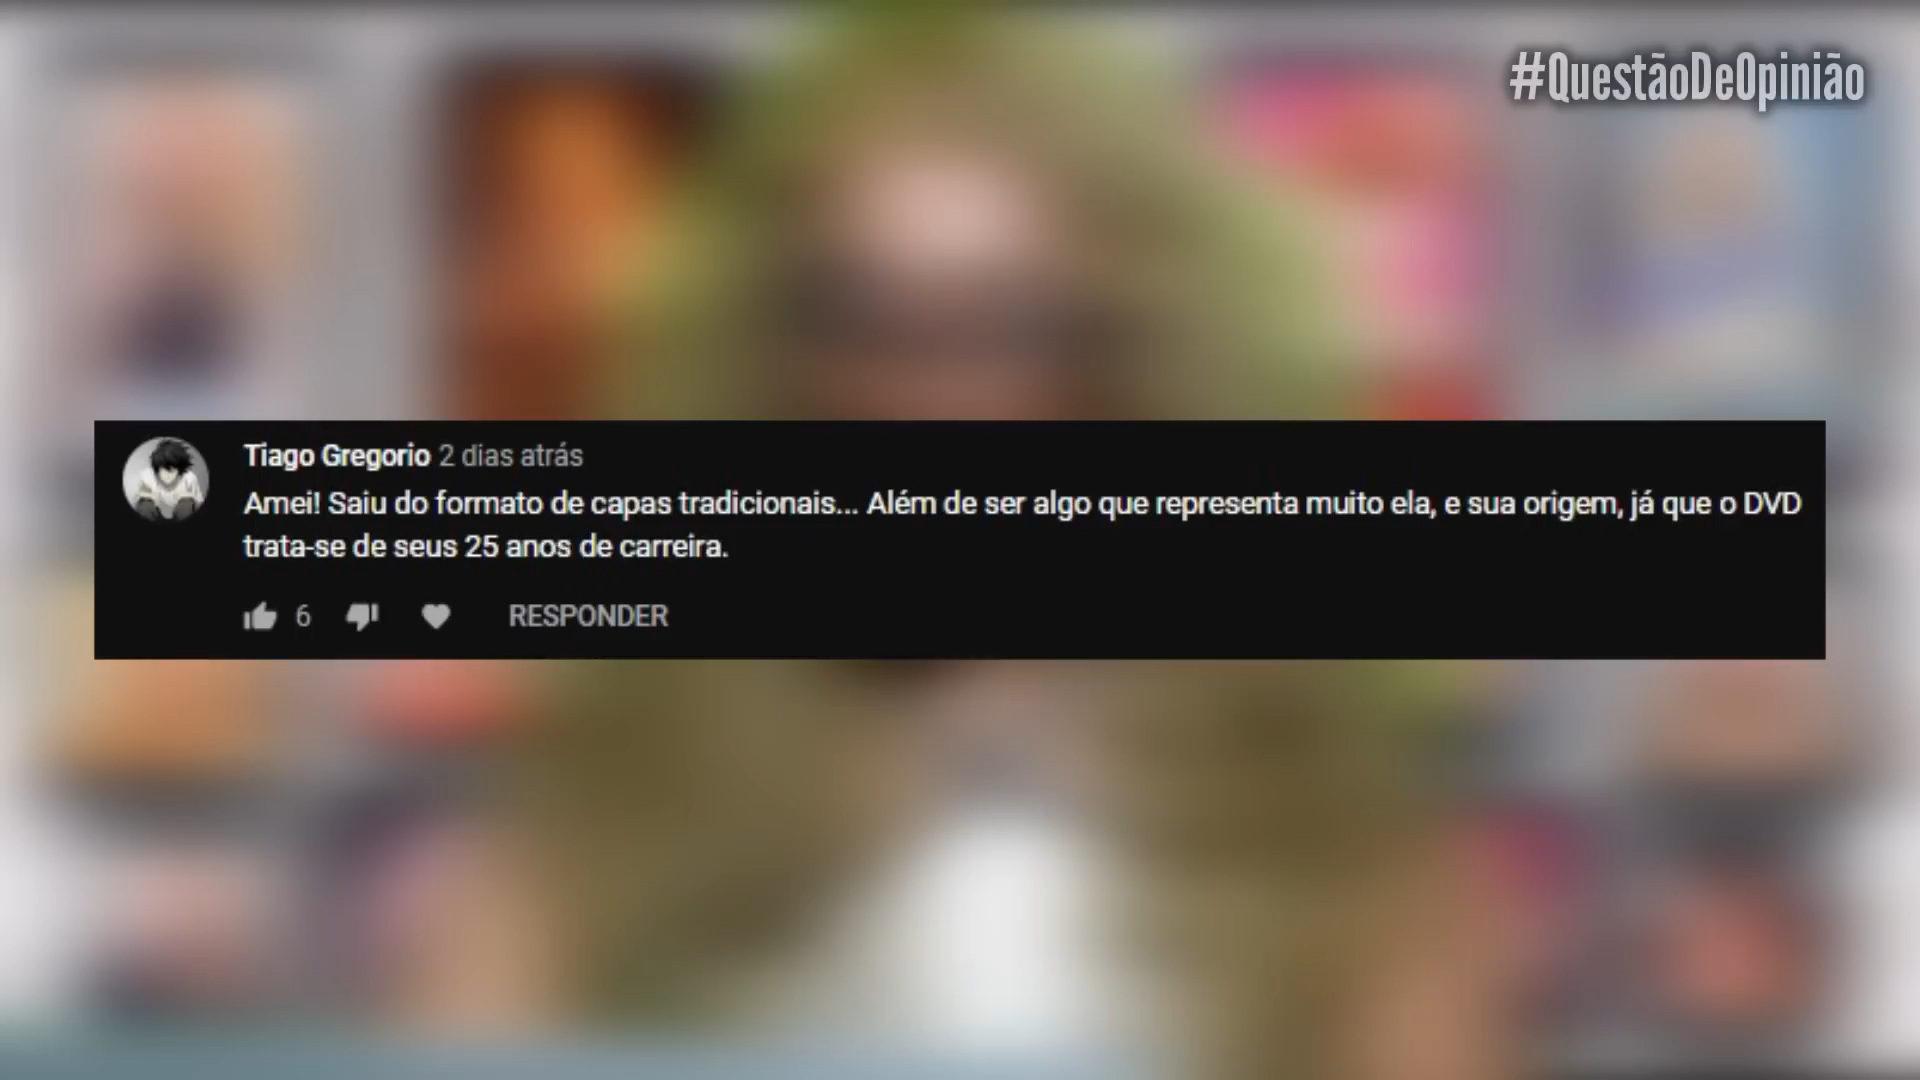 #QuestãoDeOpinião
Tiago Gregorio 2 dias atrás
Amei! Saiu do formato de capas tradicionais... Além de ser algo que representa muito ela, e sua origem, já que o DVD
trata-se de seus 25 anos de carreira.
6 RESPONDER